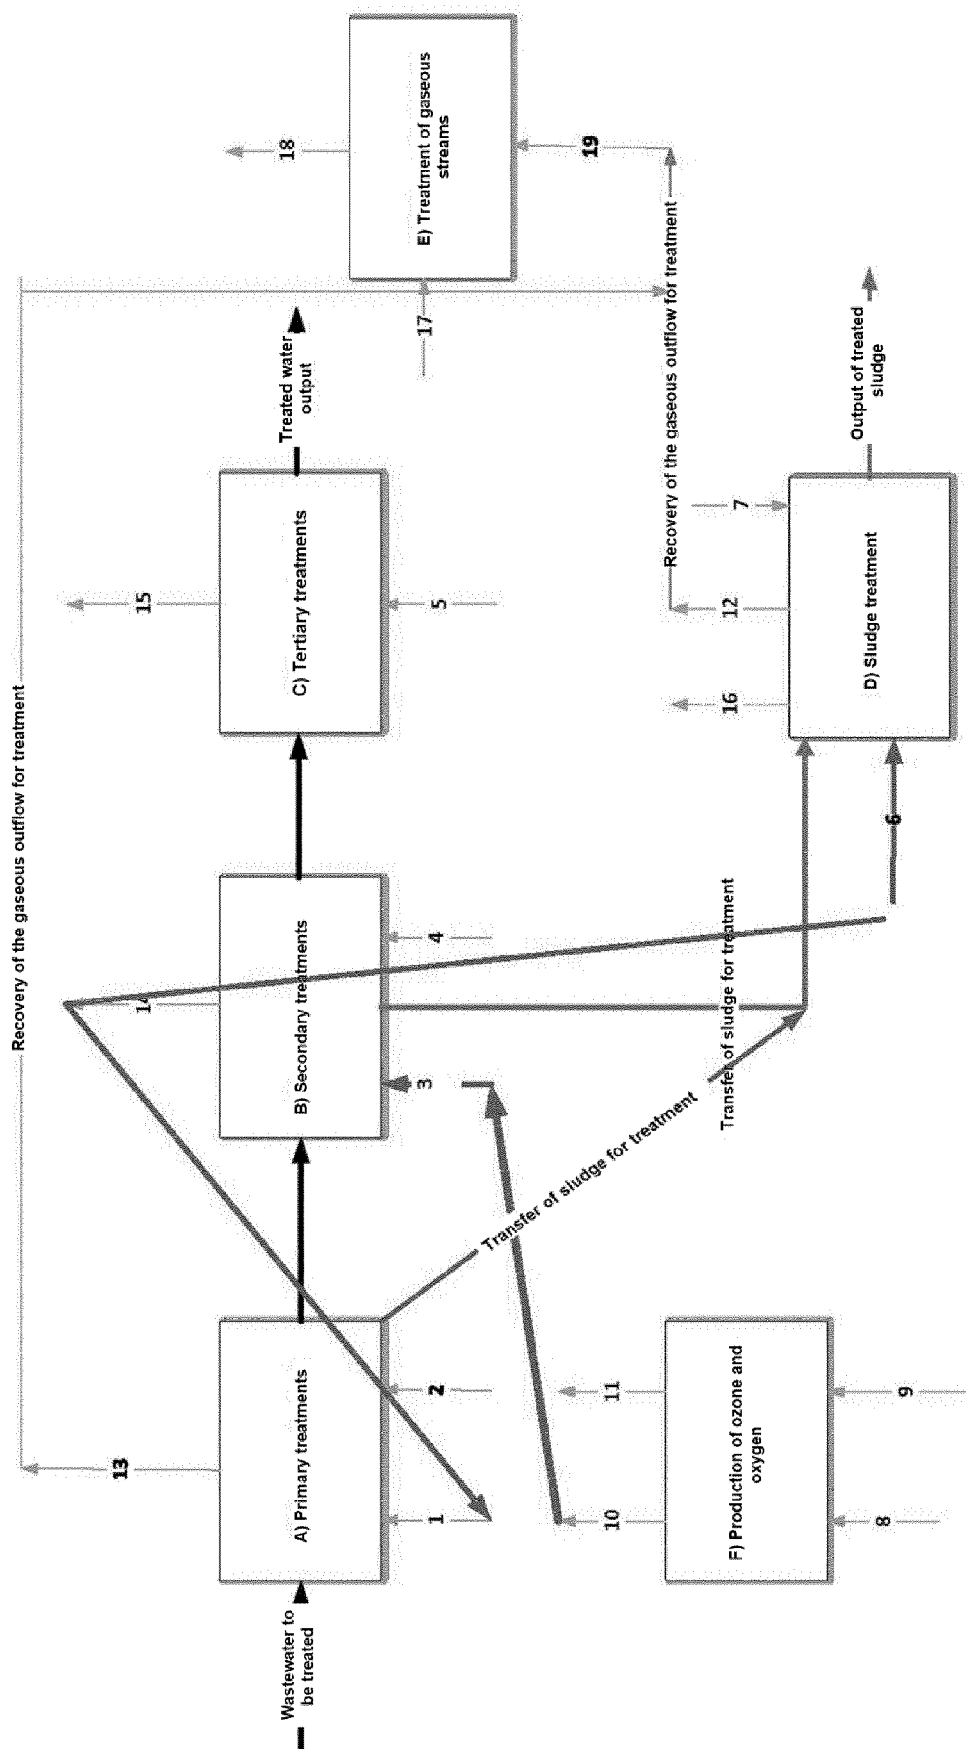 Recovery of the gaseous outflow for treatment
13
14
15
18
Wastewater to
be treated
A) Primary treatments
B) Secondary treatments
C) Tertiary treatments
Treated water
output
E) Treatment of gaseous
streams
1
2
3
4
5
17
19
Transfer of sludge for treatment
Transfer of sludge for treatment
Recovery of the gaseous outflow for treatment
10
11
16
12
7
F) Production of ozone and
oxygen
6
D) Sludge treatment
Output of treated
sludge
8
9